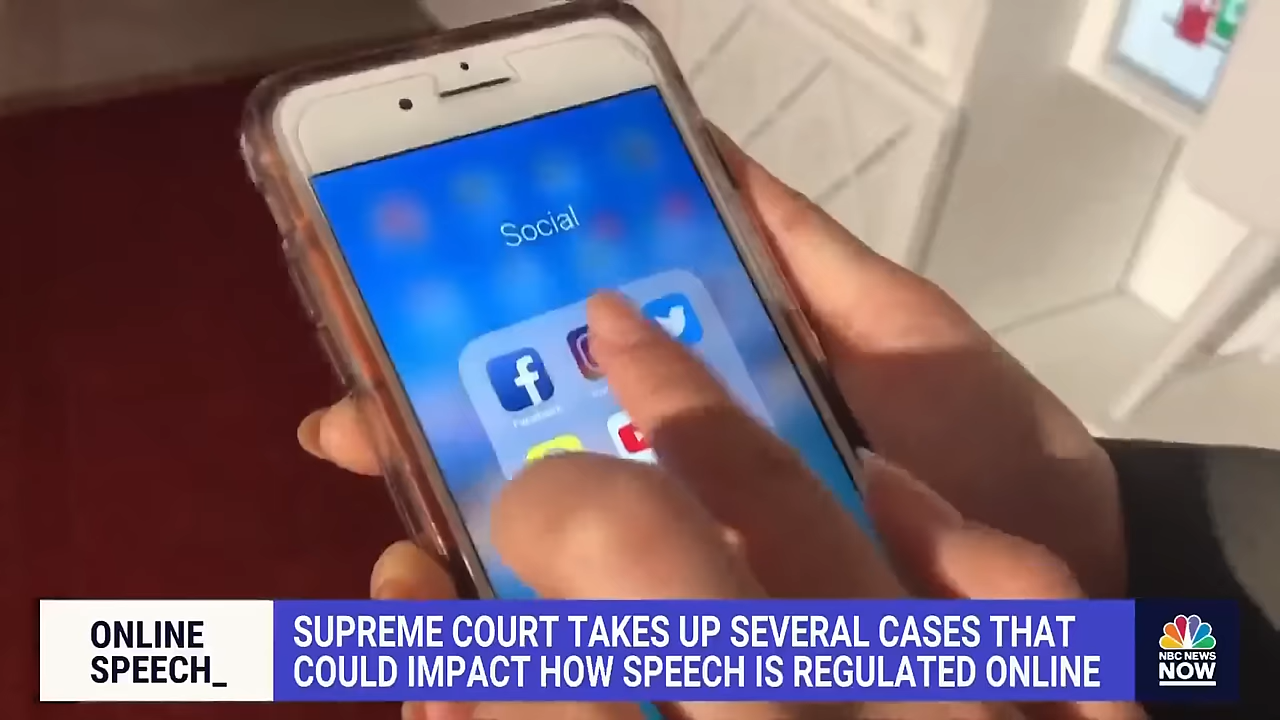 Social
Facebook
ONLINE
SPEECH_
SUPREME COURT TAKES UP SEVERAL CASES THAT
COULD IMPACT HOW SPEECH IS REGULATED ONLINE
NBC NEWS
NOW